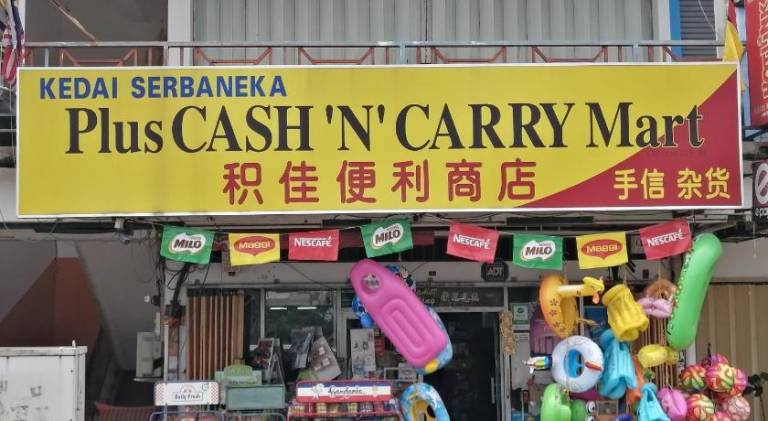 KEDAI SERBANEKA
Plus CASH 'N' CARRY Mart
积佳便利商店
手信 杂货
MILO
MAGGI
NESCAFÉ
MILO
NESCAFÉ
MILO
MAGGI
NESCAFÉ
ADT